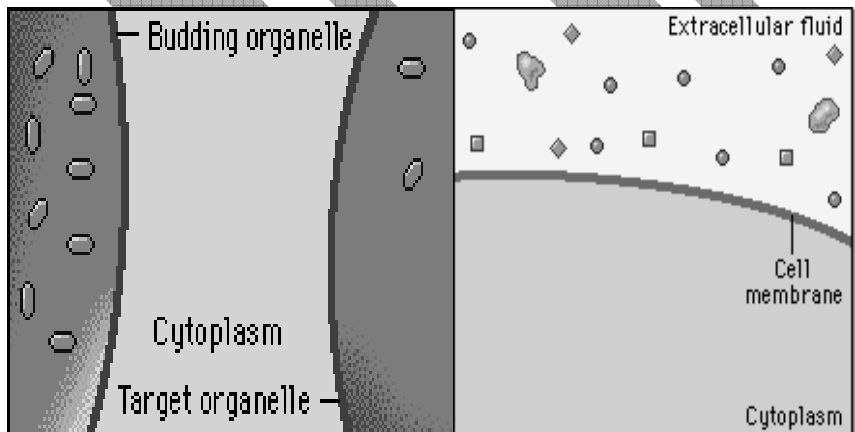 Budding organelle
Cytoplasm
Target organelle
Extracellular fluid
Cell
membrane
Cytoplasm